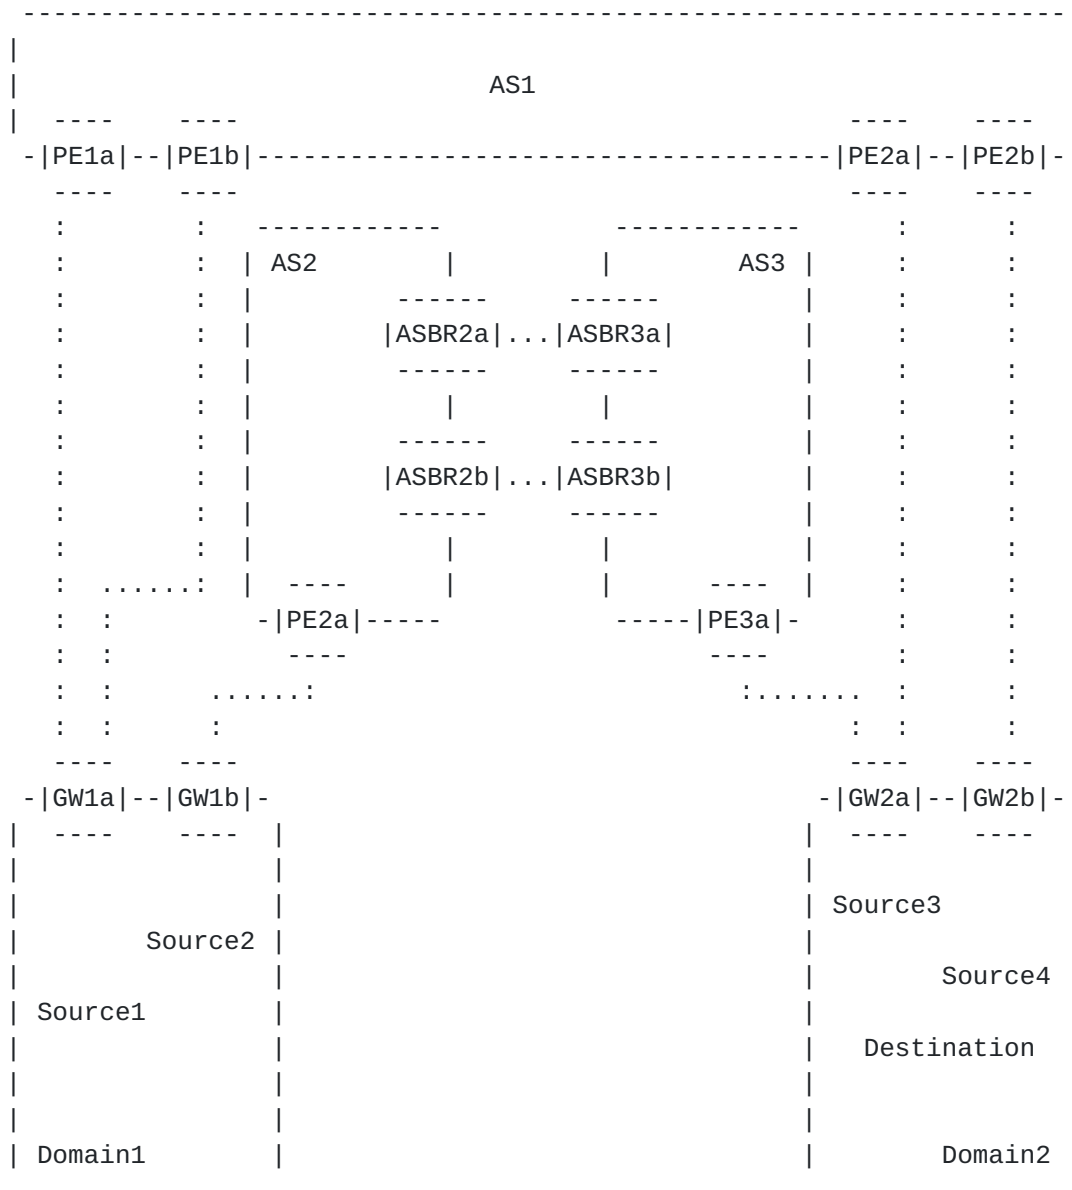 -------------------------------------------------------------------
|
|                              AS1
|  ----    ----                                       ----    ----
 -|PE1a|--|PE1b|-------------------------------------|PE2a|--|PE2b|-
   ----    ----                                       ----    ----
   :        :   ------------           ------------      :      :
   :        :  | AS2        |         |        AS3 |     :      :
   :        :  |         ------     ------         |     :      :
   :        :  |        |ASBR2a|...|ASBR3a|        |     :      :
   :        :  |         ------     ------         |     :      :
   :        :  |            |         |            |     :      :
   :        :  |         ------     ------         |     :      :
   :        :  |        |ASBR2b|...|ASBR3b|        |     :      :
   :        :  |         ------     ------         |     :      :
   :        :  |            |         |            |     :      :
   :  ......:  |  ----      |         |      ----  |     :      :
   :  :         -|PE2a|-----           -----|PE3a|-      :      :
   :  :           ----                       ----        :      :
   :  :      ......:                           :.......  :      :
   :  :      :                                        :  :      :
   ----    ----                                       ----    ----
 -|GW1a|--|GW1b|-                                   -|GW2a|--|GW2b|-
|  ----    ----  |                                 |  ----    ----
|                |                                 |
|                |                                 | Source3
|        Source2 |                                 |
|                |                                 |        Source4
| Source1        |                                 |
|                |                                 |   Destination
|                |                                 |
|                |                                 |
| Domain1        |                                 |        Domain2